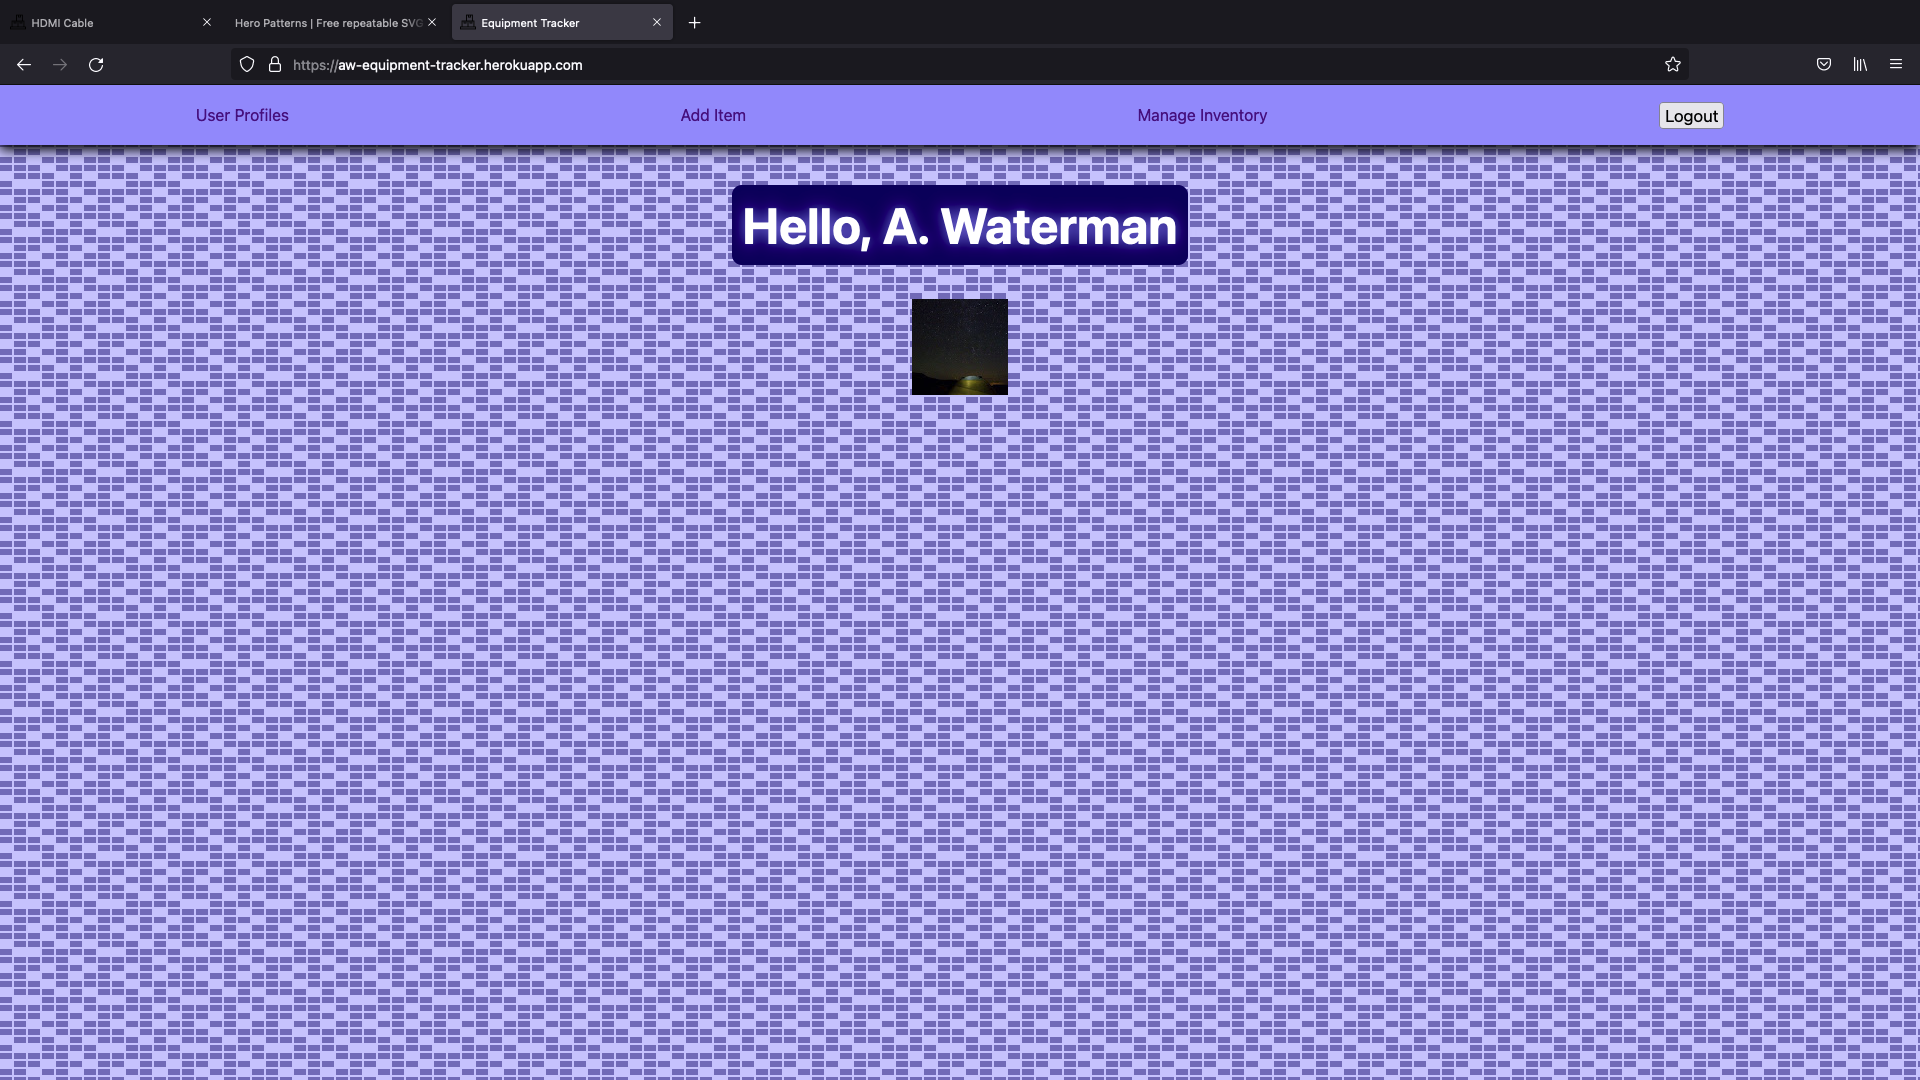 HDMI Cable
Hero Patterns | Free repeatable SVG
Equipment Tracker
https://aw-equipment-tracker.herokuapp.com
User Profiles
Add Item
Manage Inventory
Logout
Hello, A. Waterman